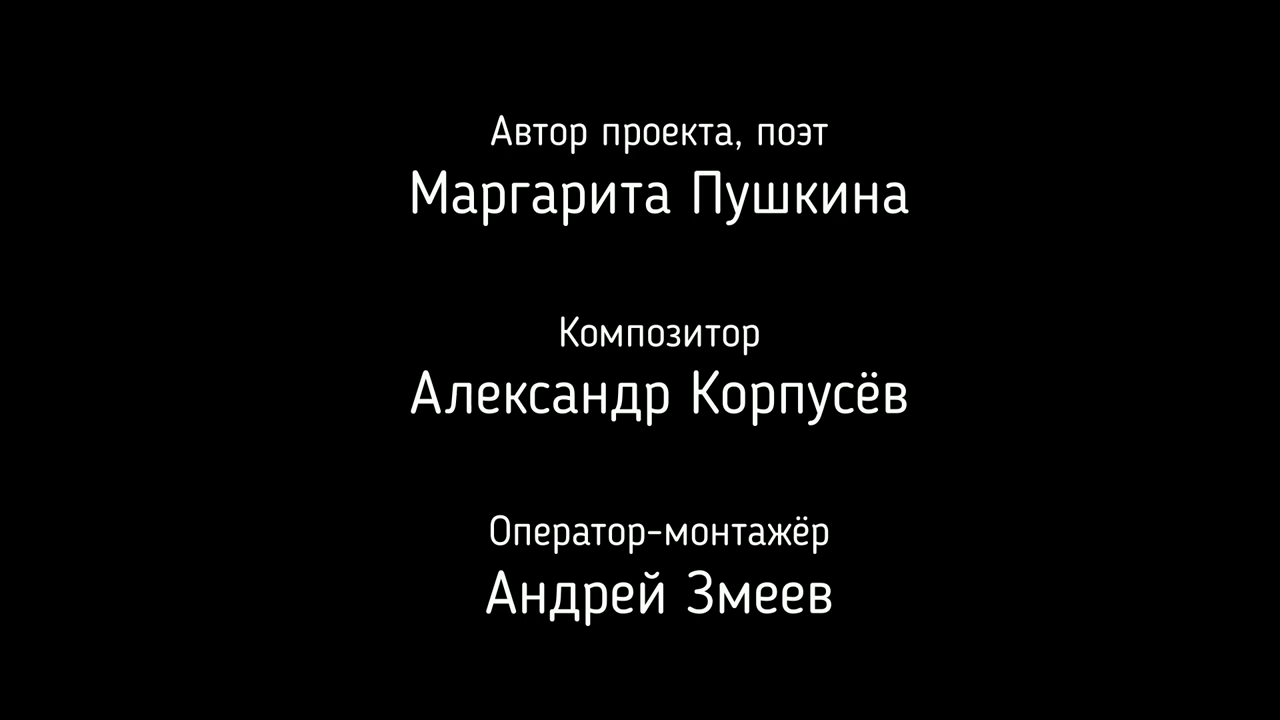 Автор проекта, поэт
Маргарита Пушкина
Композитор
Александр Корпусёв
Оператор-монтажёр
Андрей Змеев